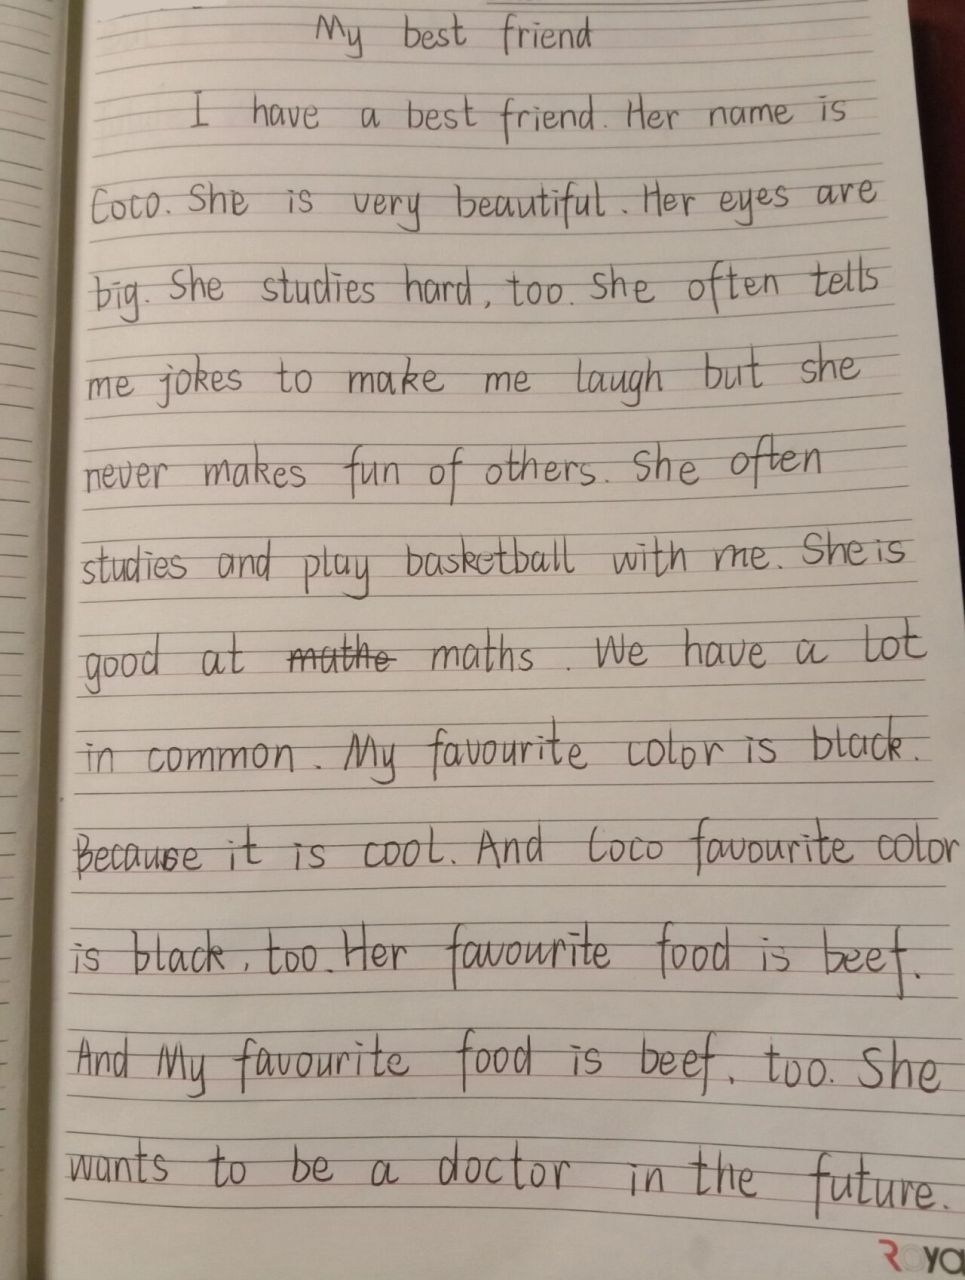 My best friend
I have a best friend. Her name is
Coco. She is very beautiful. Her eyes are
big. She studies hard, too. She often tells
me jokes to make me laugh but she
never makes fun of others. She often
studies and play basketball with me. She is
good at mathe maths. We have a lot
in common. My favourite color is black.
Because it is cool. And Coco favourite color
is black, too. Her favourite food is beef.
And My favourite food is beef, too. She
wants to be a doctor in the future.
ROYA